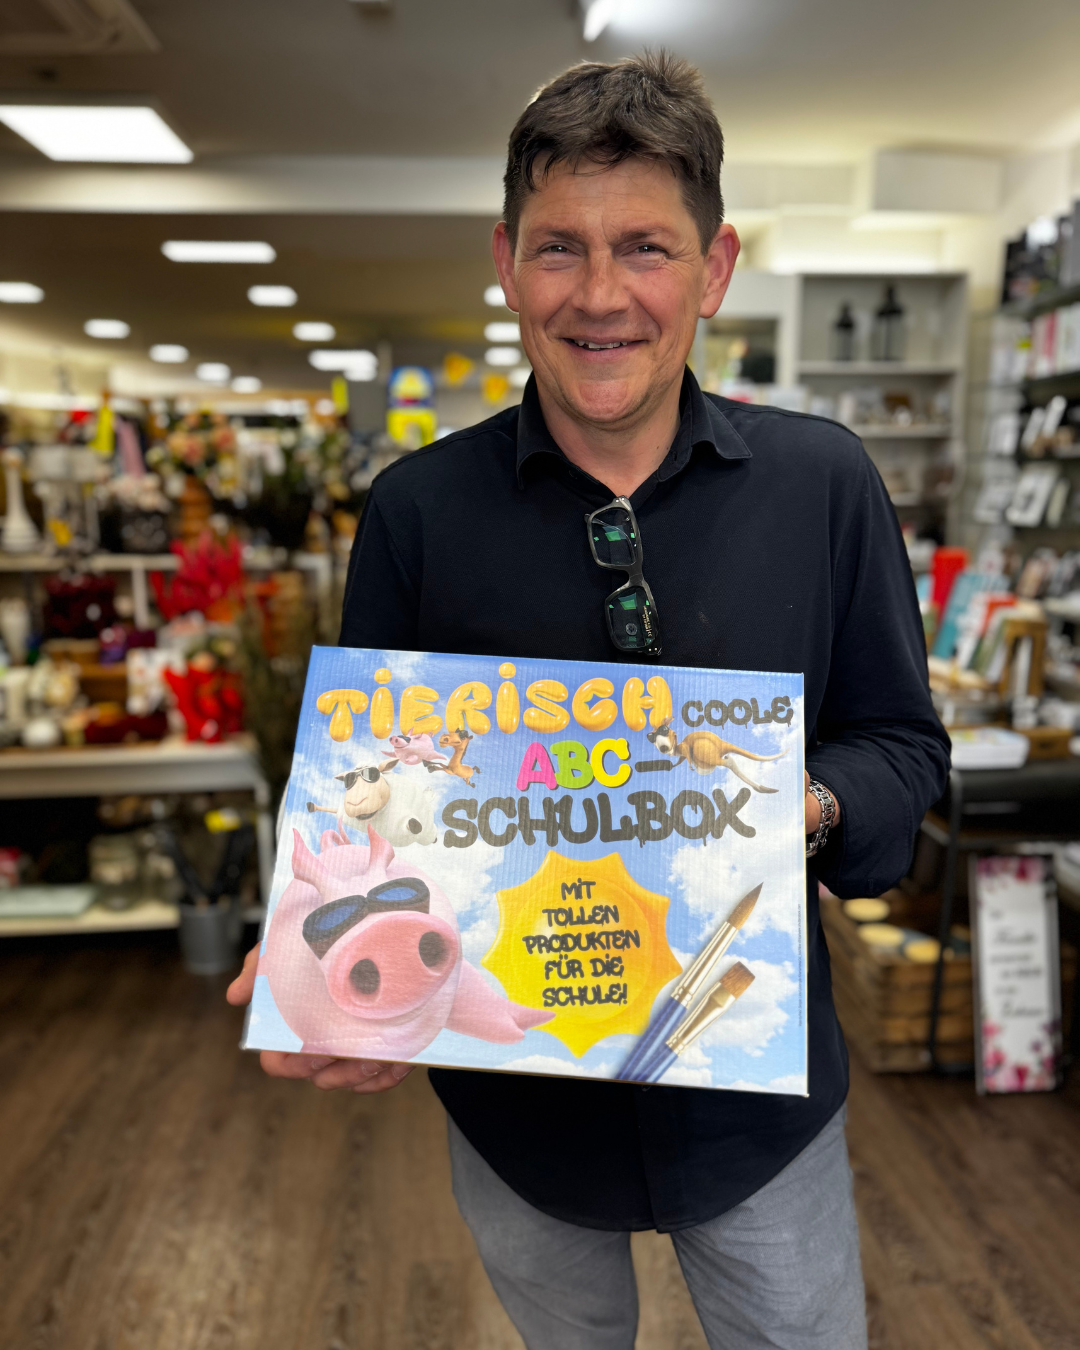 TIERISCH COOLE
ABC-
SCHULBOX
MIT
TOLLEN
PRODUKTEN
FÜR DIE
SCHULE!